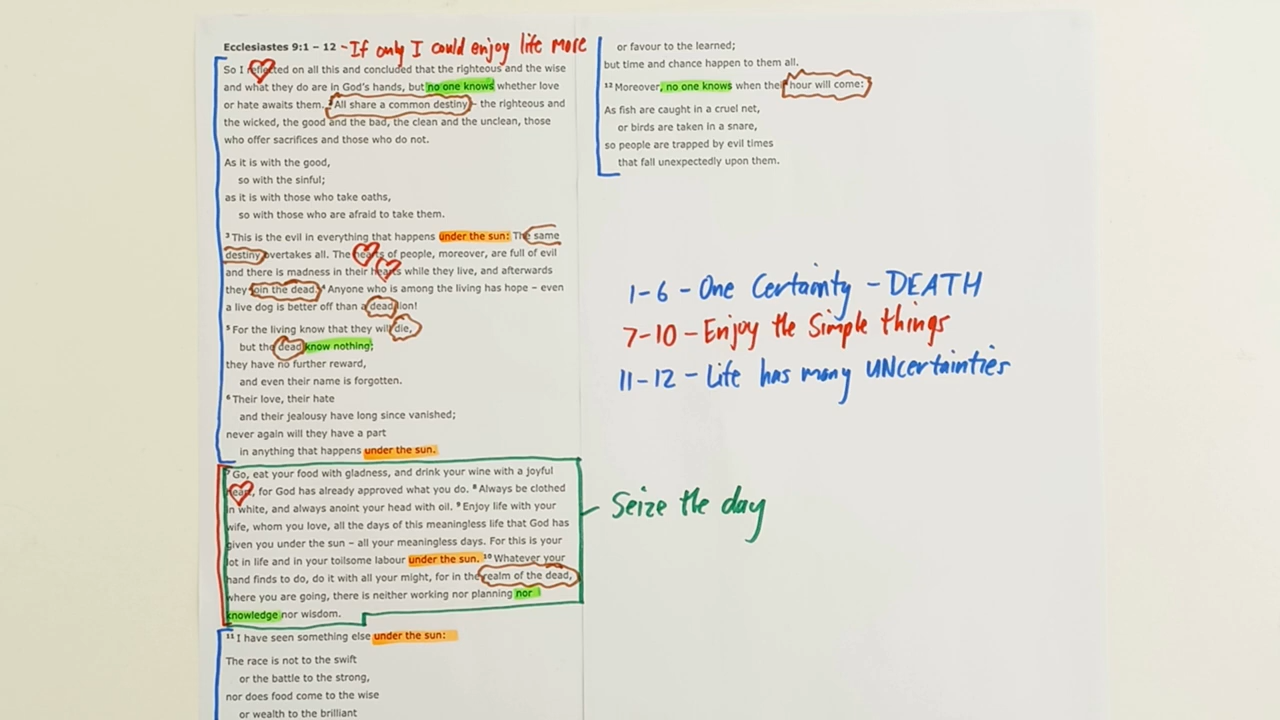 Ecclesiastes 9:1 – 12 - If only I could enjoy life more
So I reflected on all this and concluded that the righteous and the wise
and what they do are in God's hands, but no one knows whether love
or hate awaits them. ² All share a common destiny – the righteous and
the wicked, the good and the bad, the clean and the unclean, those
who offer sacrifices and those who do not.
As it is with the good,
so with the sinful;
as it is with those who take oaths,
so with those who are afraid to take them.
³ This is the evil in everything that happens under the sun: The same
destiny overtakes all. The hearts of people, moreover, are full of evil
and there is madness in their hearts while they live, and afterwards
they join the dead. ⁴ Anyone who is among the living has hope – even
a live dog is better off than a dead lion!
⁵ For the living know that they will die,
but the dead know nothing;
they have no further reward,
and even their name is forgotten.
⁶ Their love, their hate
and their jealousy have long since vanished;
never again will they have a part
in anything that happens under the sun.
⁷ Go, eat your food with gladness, and drink your wine with a joyful
heart, for God has already approved what you do. ⁸ Always be clothed
in white, and always anoint your head with oil. ⁹ Enjoy life with your
wife, whom you love, all the days of this meaningless life that God has
given you under the sun – all your meaningless days. For this is your
lot in life and in your toilsome labour under the sun. ¹⁰ Whatever your
hand finds to do, do it with all your might, for in the realm of the dead,
where you are going, there is neither working nor planning nor
knowledge nor wisdom.
¹¹ I have seen something else under the sun:
The race is not to the swift
or the battle to the strong,
nor does food come to the wise
or wealth to the brilliant
or favour to the learned;
but time and chance happen to them all.
¹² Moreover, no one knows when their hour will come:
As fish are caught in a cruel net,
or birds are taken in a snare,
so people are trapped by evil times
that fall unexpectedly upon them.
1-6 - One Certainty - DEATH
7-10 - Enjoy the Simple things
11-12 - Life has many UNcertainties
Seize the day